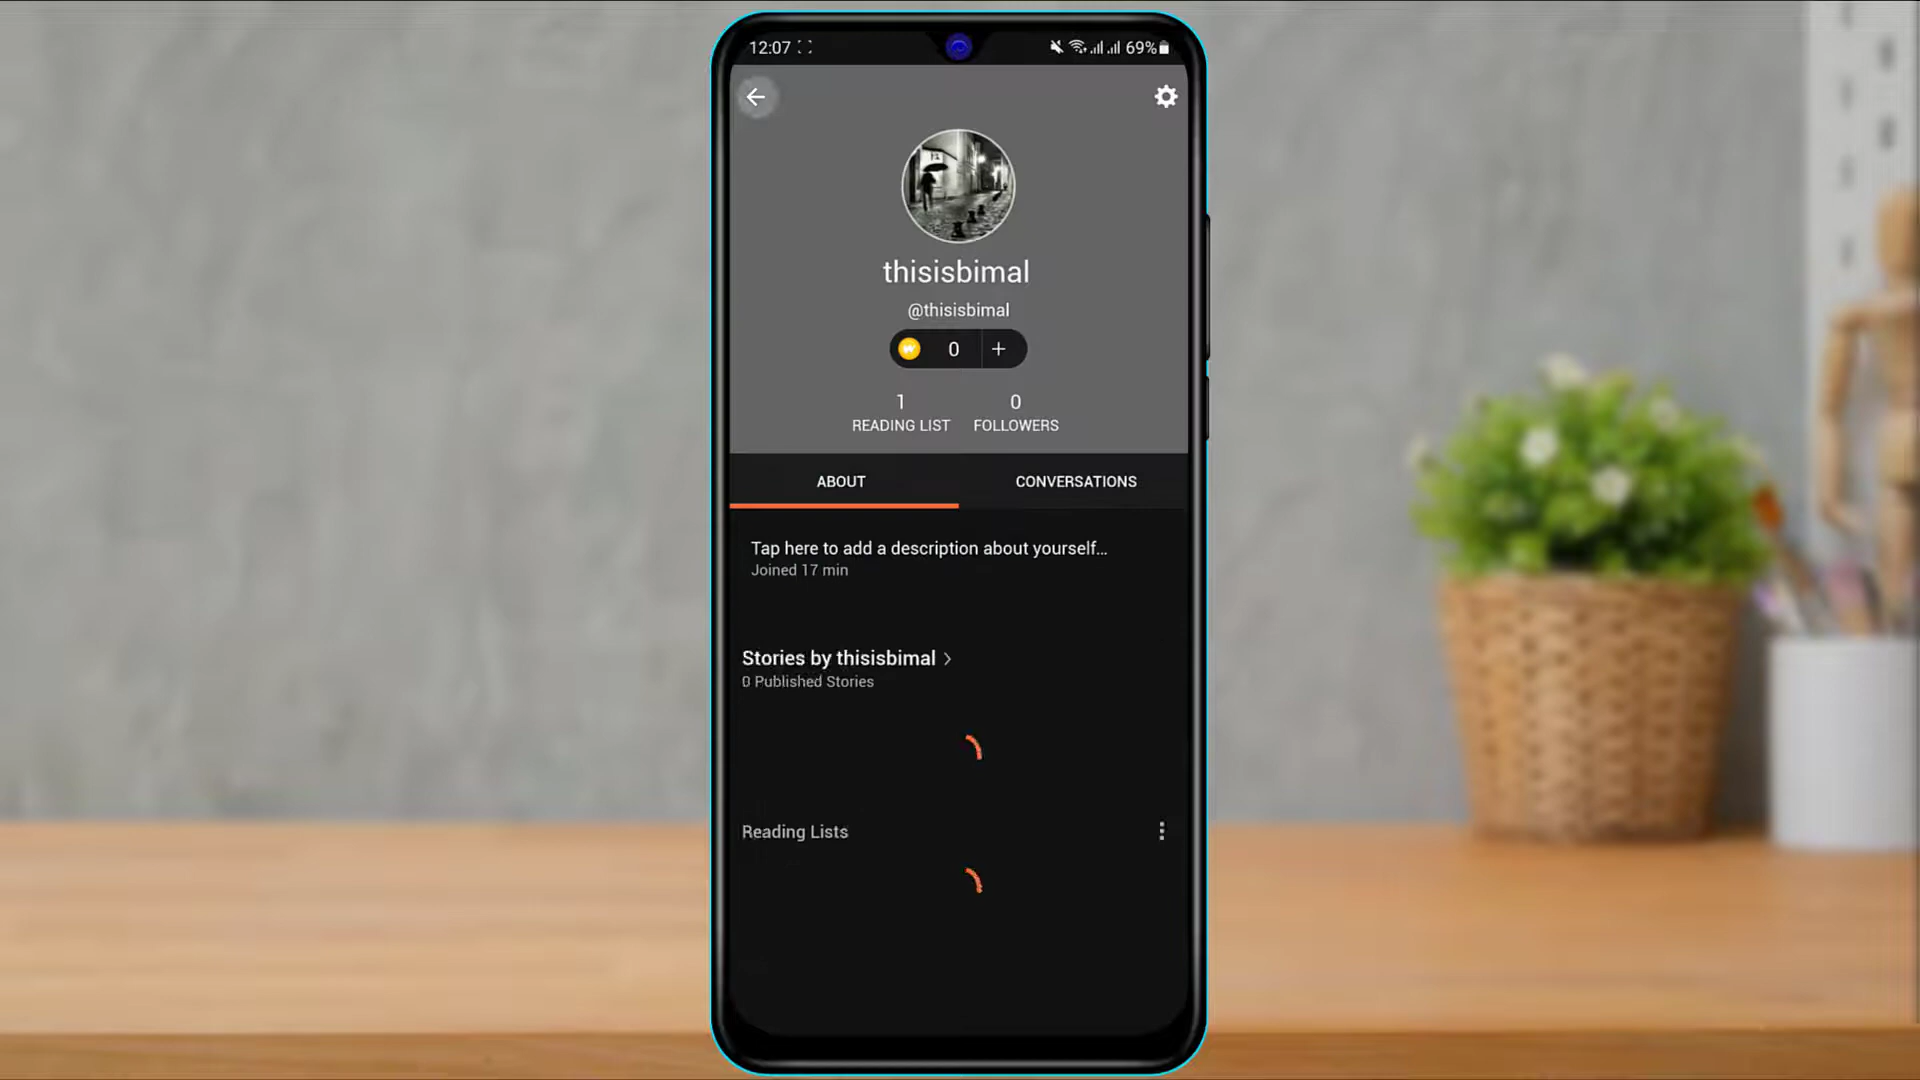 12:07 69%
thisisbimal
@thisisbimal
0 +
1 0
READING LIST FOLLOWERS
ABOUT CONVERSATIONS
Tap here to add a description about yourself...
Joined 17 min
Stories by thisisbimal >
0 Published Stories
Reading Lists